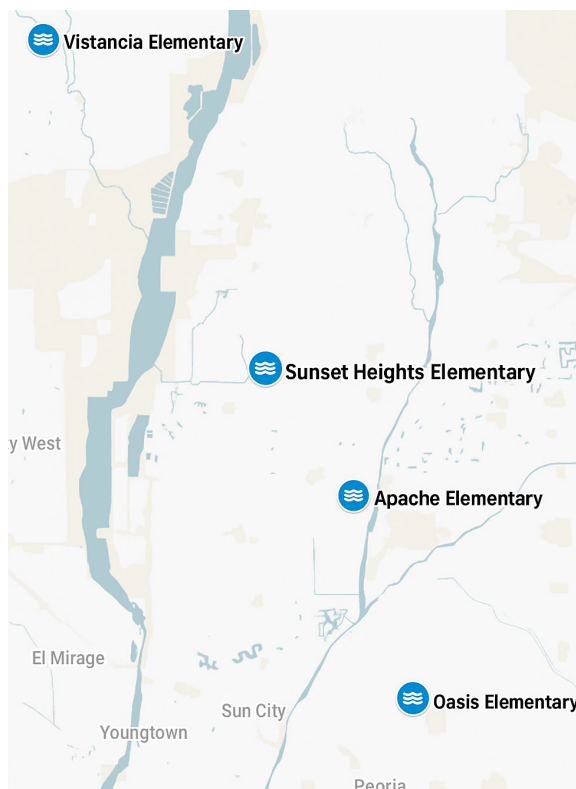 Vistancia Elementary
Sunset Heights Elementary
y West
Apache Elementary
El Mirage
Oasis Elementary
Sun City
Youngtown
Peoria